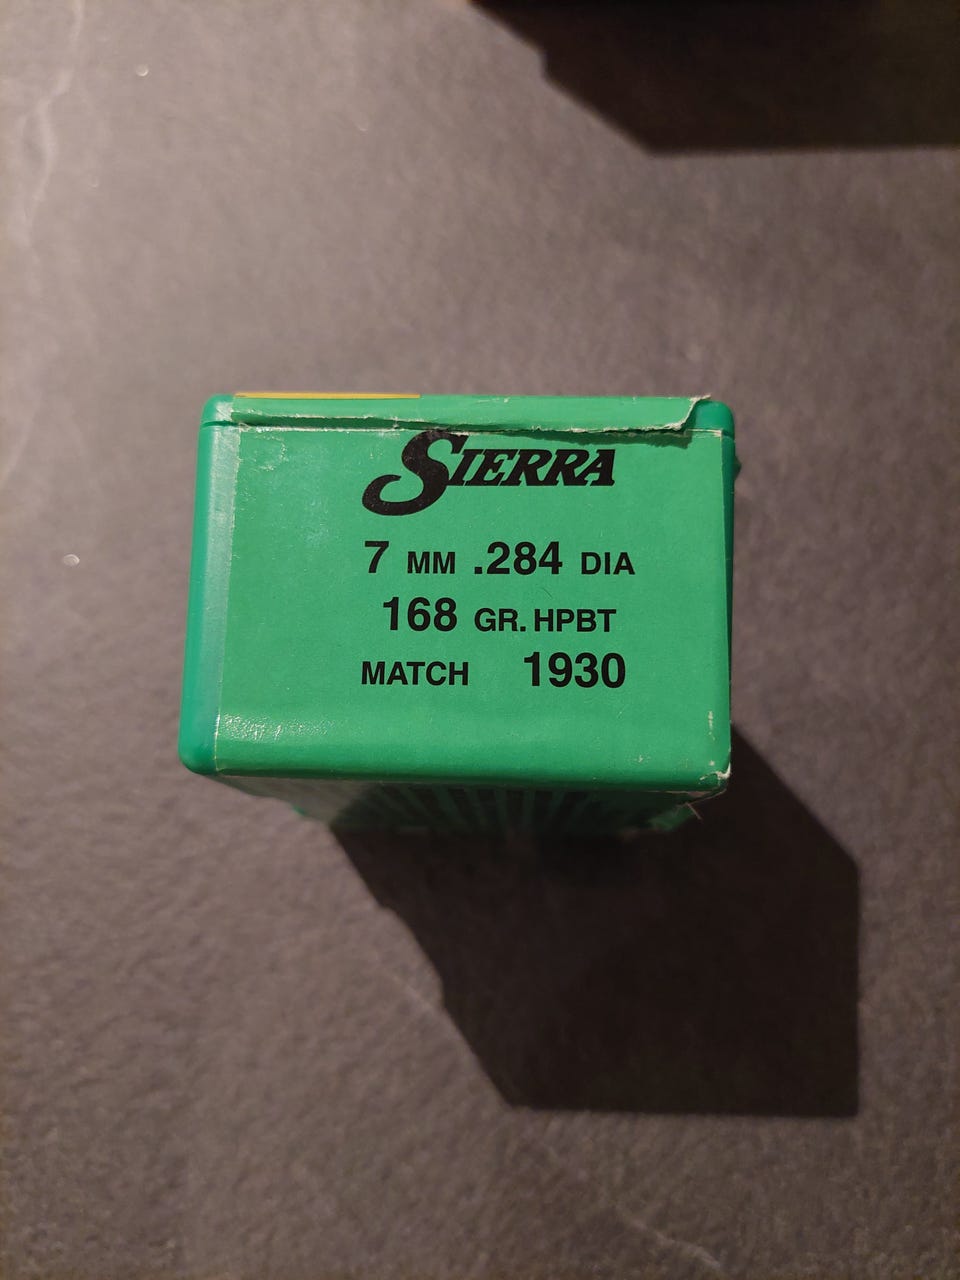 SIERRA
7 MM .284 DIA
168 GR. HPBT
MATCH 1930